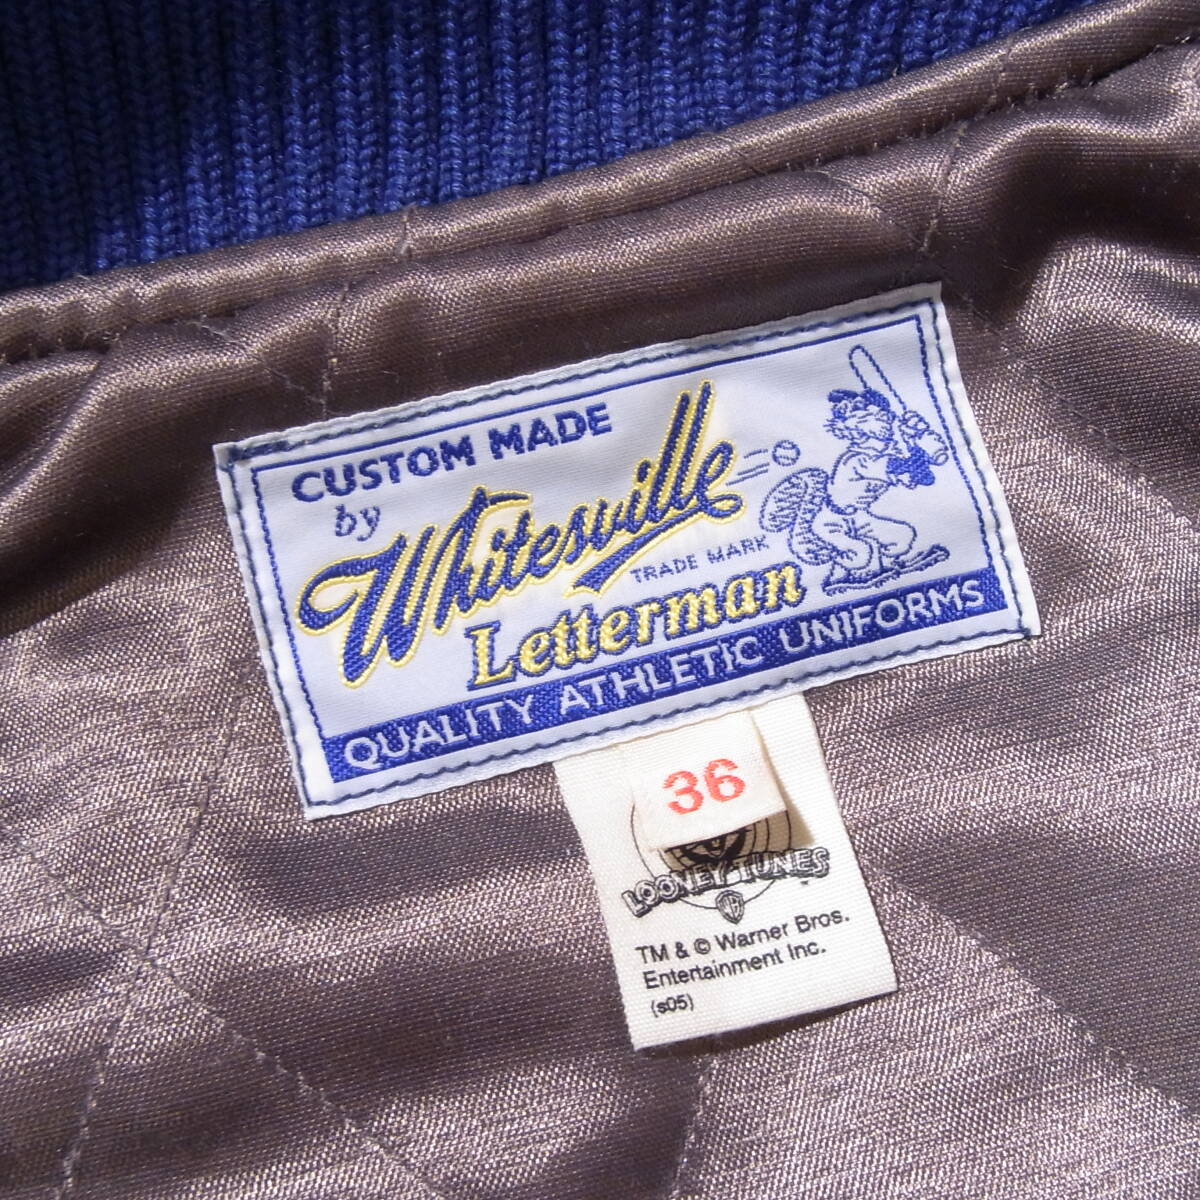 CUSTOM MADE
by
Whitesville
TRADE MARK
Letterman
QUALITY ATHLETIC UNIFORMS
36
LOONEY TUNES
WB
TM & © Warner Bros.
Entertainment Inc.
(s05)